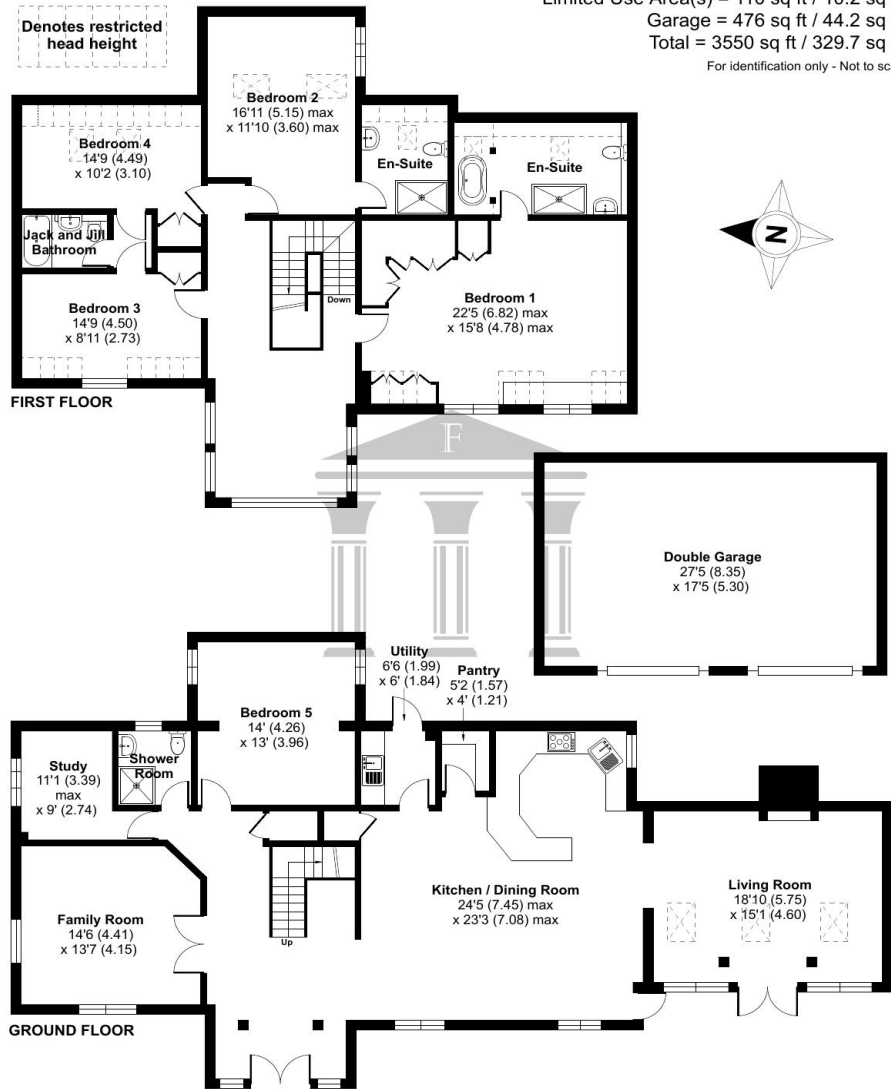 Denotes restricted
head height
Limited Use Area(s) = 110 sq ft / 10.2 sq
Garage = 476 sq ft / 44.2 sq
Total = 3550 sq ft / 329.7 sq
For identification only - Not to sc
Bedroom 2
16'11 (5.15) max
x 11'10 (3.60) max
Bedroom 4
14'9 (4.49)
x 10'2 (3.10)
En-Suite
En-Suite
Jack and Jill
Bathroom
N
Bedroom 3
14'9 (4.50)
x 8'11 (2.73)
Down
Bedroom 1
22'5 (6.82) max
x 15'8 (4.78) max
FIRST FLOOR
F
Double Garage
27'5 (8.35)
x 17'5 (5.30)
Utility
6'6 (1.99)
x 6' (1.84)
Pantry
5'2 (1.57)
x 4' (1.21)
Bedroom 5
14' (4.26)
x 13' (3.96)
Study
11'1 (3.39)
max
x 9' (2.74)
Shower
Room
Kitchen / Dining Room
24'5 (7.45) max
x 23'3 (7.08) max
Living Room
18'10 (5.75)
x 15'1 (4.60)
Family Room
14'6 (4.41)
x 13'7 (4.15)
Up
GROUND FLOOR